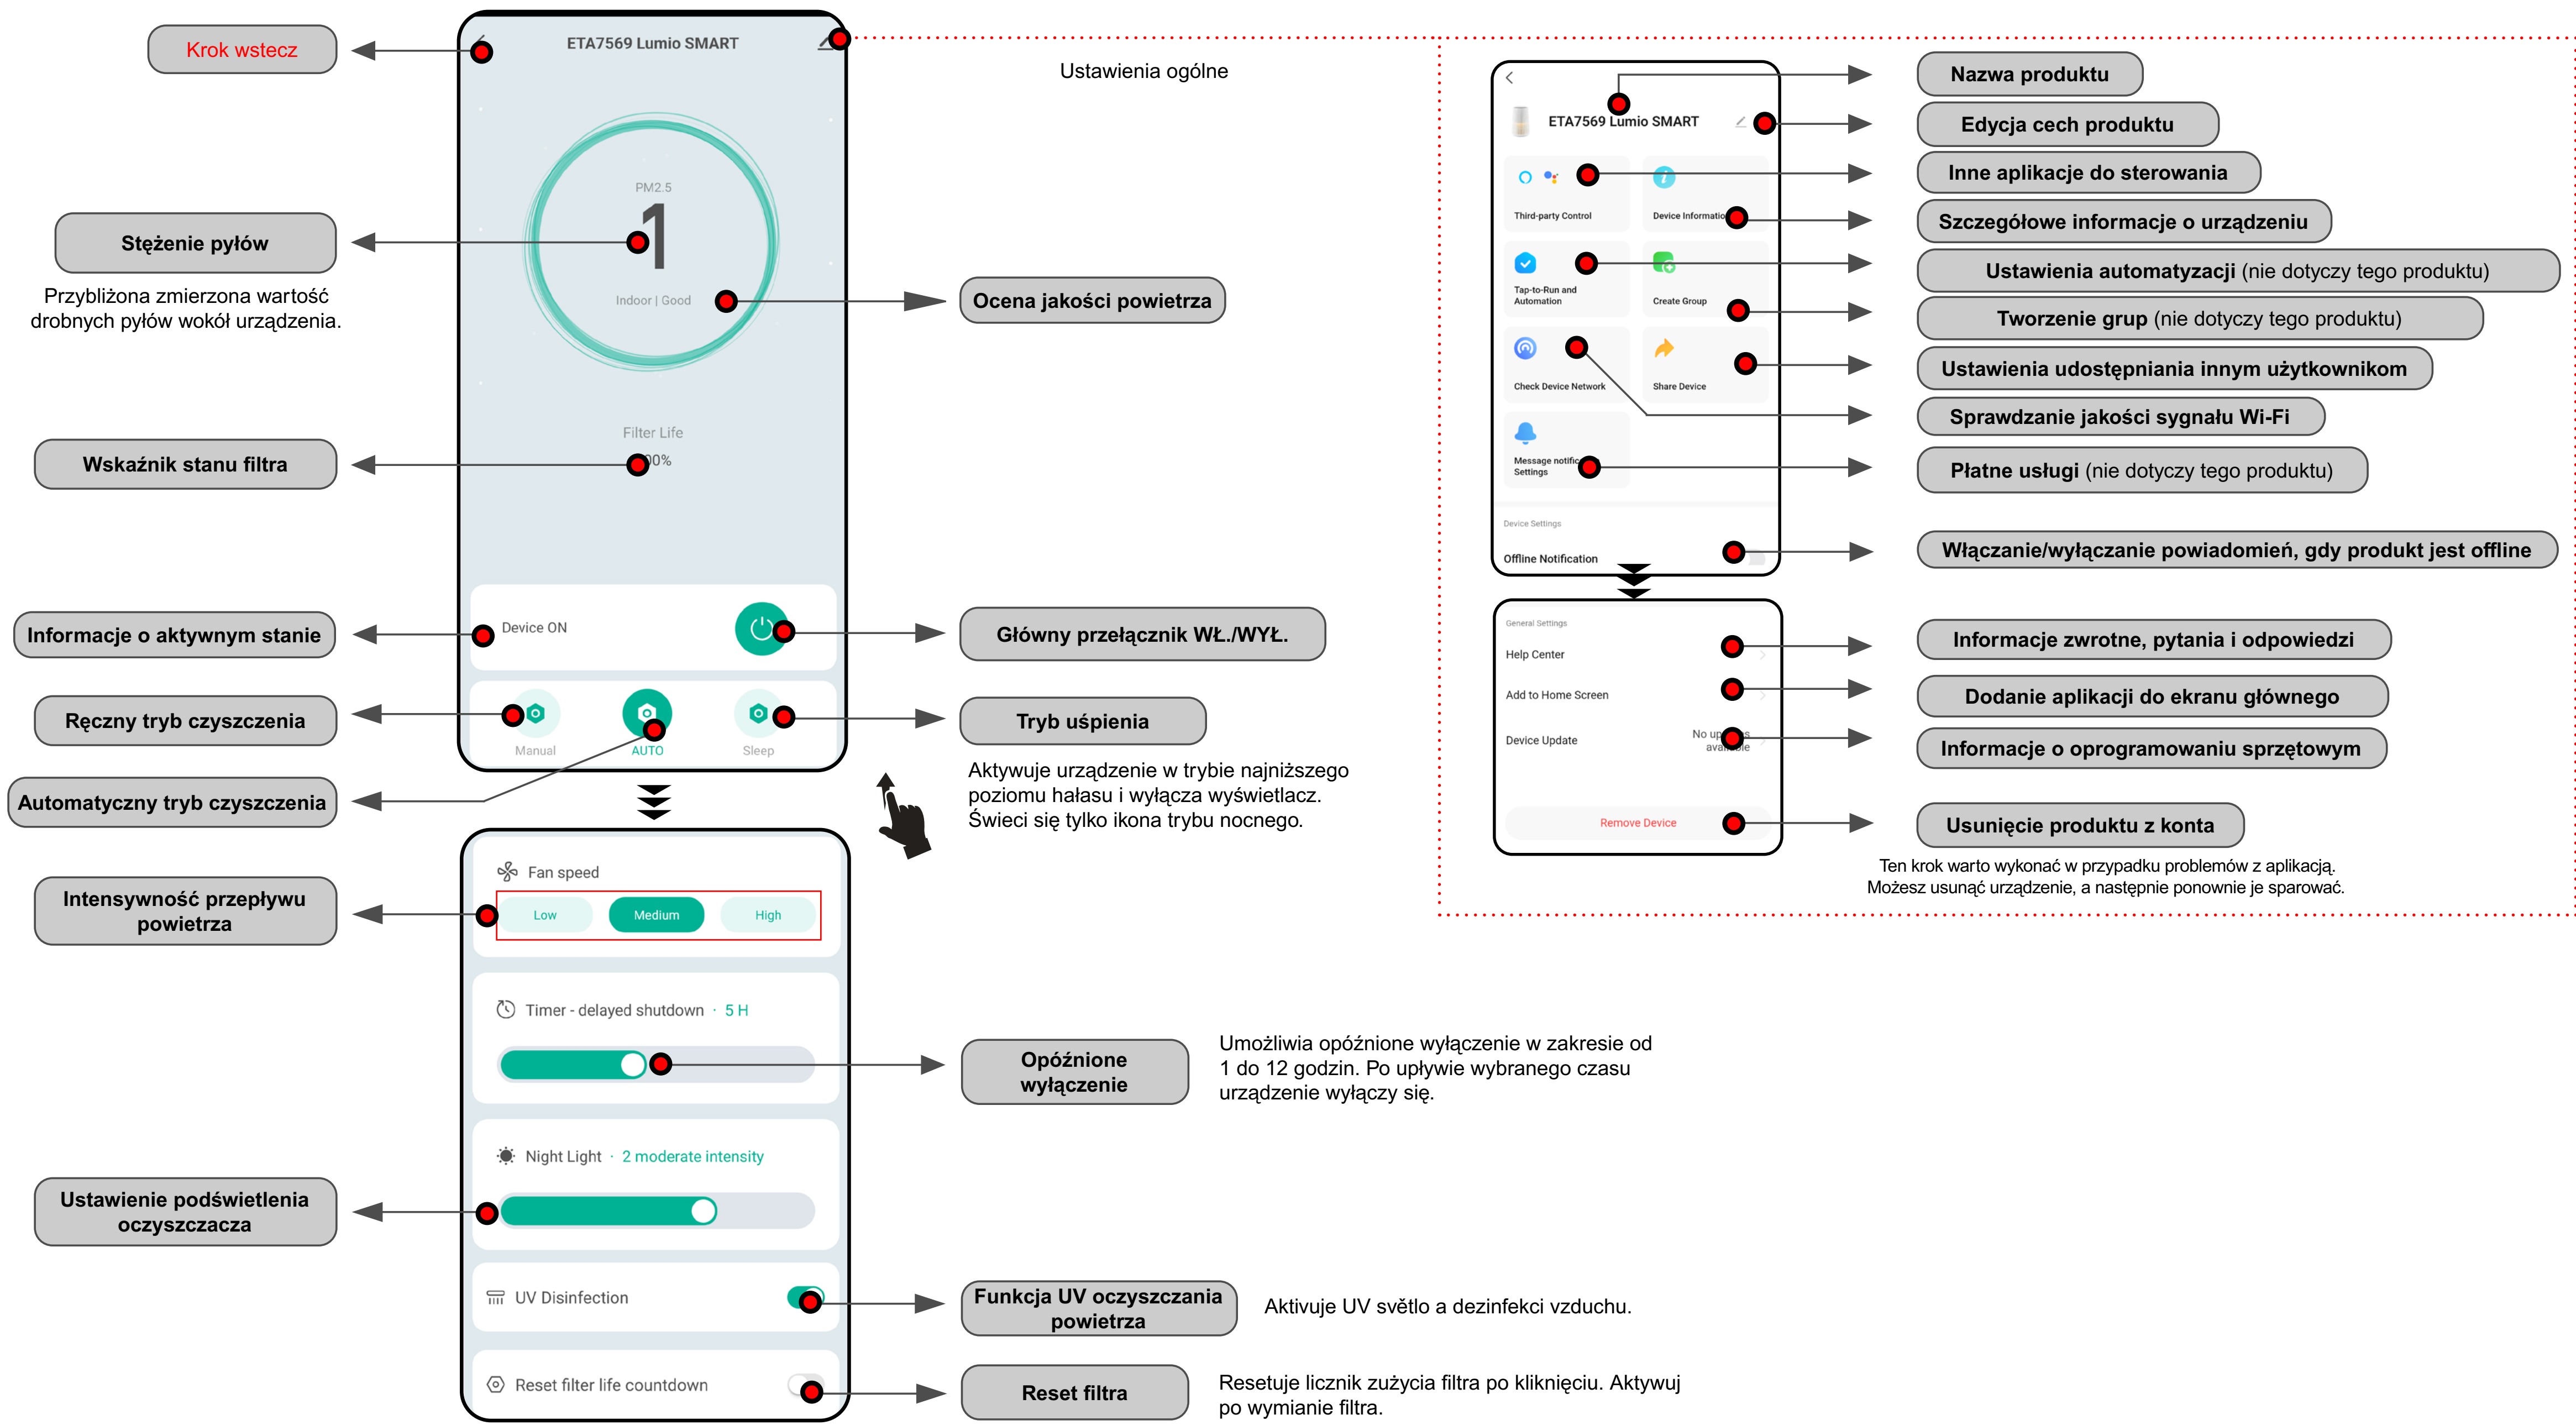 Krok wstecz
ETA7569 Lumio SMART
Ustawienia ogólne
PM2.5
1
Indoor | Good
Stężenie pyłów
Przybliżona zmierzona wartość
drobnych pyłów wokół urządzenia.
Ocena jakości powietrza
Filter Life
Wskaźnik stanu filtra
Device ON
Informacje o aktywnym stanie
Główny przełącznik WŁ./WYŁ.
Manual
AUTO
Sleep
Ręczny tryb czyszczenia
Tryb uśpienia
Aktywuje urządzenie w trybie najniższego
poziomu hałasu i wyłącza wyświetlacz.
Świeci się tylko ikona trybu nocnego.
Automatyczny tryb czyszczenia
Fan speed
Low
Medium
High
Intensywność przepływu
powietrza
Timer - delayed shutdown · 5 H
Opóźnione
wyłączenie
Umożliwia opóźnione wyłączenie w zakresie od
1 do 12 godzin. Po upływie wybranego czasu
urządzenie wyłączy się.
Night Light · 2 moderate intensity
Ustawienie podświetlenia
oczyszczacza
UV Disinfection
Funkcja UV oczyszczania
powietrza
Aktivuje UV světlo a dezinfekci vzduchu.
Reset filter life countdown
Reset filtra
Resetuje licznik zużycia filtra po kliknięciu. Aktywuj
po wymianie filtra.
ETA7569 Lumio SMART
Third-party Control
Device Information
Tap-to-Run and
Automation
Create Group
Check Device Network
Share Device
Message
Settings
Device Settings
Offline Notification
General Settings
Help Center
Add to Home Screen
Device Update
No
Remove Device
Nazwa produktu
Edycja cech produktu
Inne aplikacje do sterowania
Szczegółowe informacje o urządzeniu
Ustawienia automatyzacji (nie dotyczy tego produktu)
Tworzenie grup (nie dotyczy tego produktu)
Ustawienia udostępniania innym użytkownikom
Sprawdzanie jakości sygnału Wi-Fi
Płatne usługi (nie dotyczy tego produktu)
Włączanie/wyłączanie powiadomień, gdy produkt jest offline
Informacje zwrotne, pytania i odpowiedzi
Dodanie aplikacji do ekranu głównego
Informacje o oprogramowaniu sprzętowym
Usunięcie produktu z konta
Ten krok warto wykonać w przypadku problemów z aplikacją.
Możesz usunąć urządzenie, a następnie ponownie je sparować.